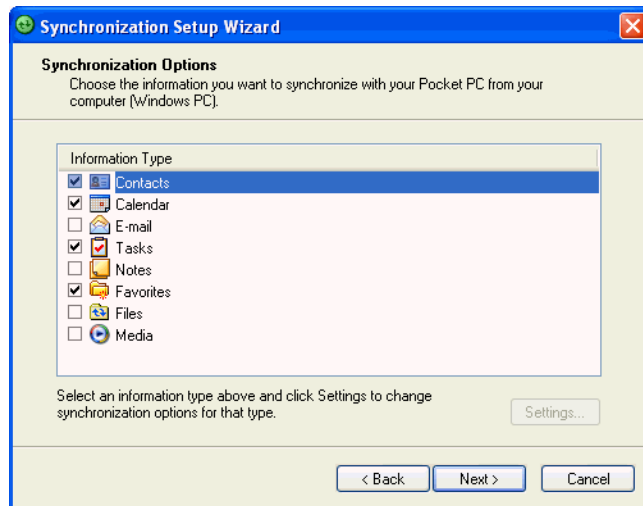 Synchronization Setup Wizard
Synchronization Options
Choose the information you want to synchronize with your Pocket PC from your
computer (Windows PC).
Information Type
Contacts
Calendar
E-mail
Tasks
Notes
Favorites
Files
Media
Select an information type above and click Settings to change
synchronization options for that type.
Settings...
< Back
Next >
Cancel